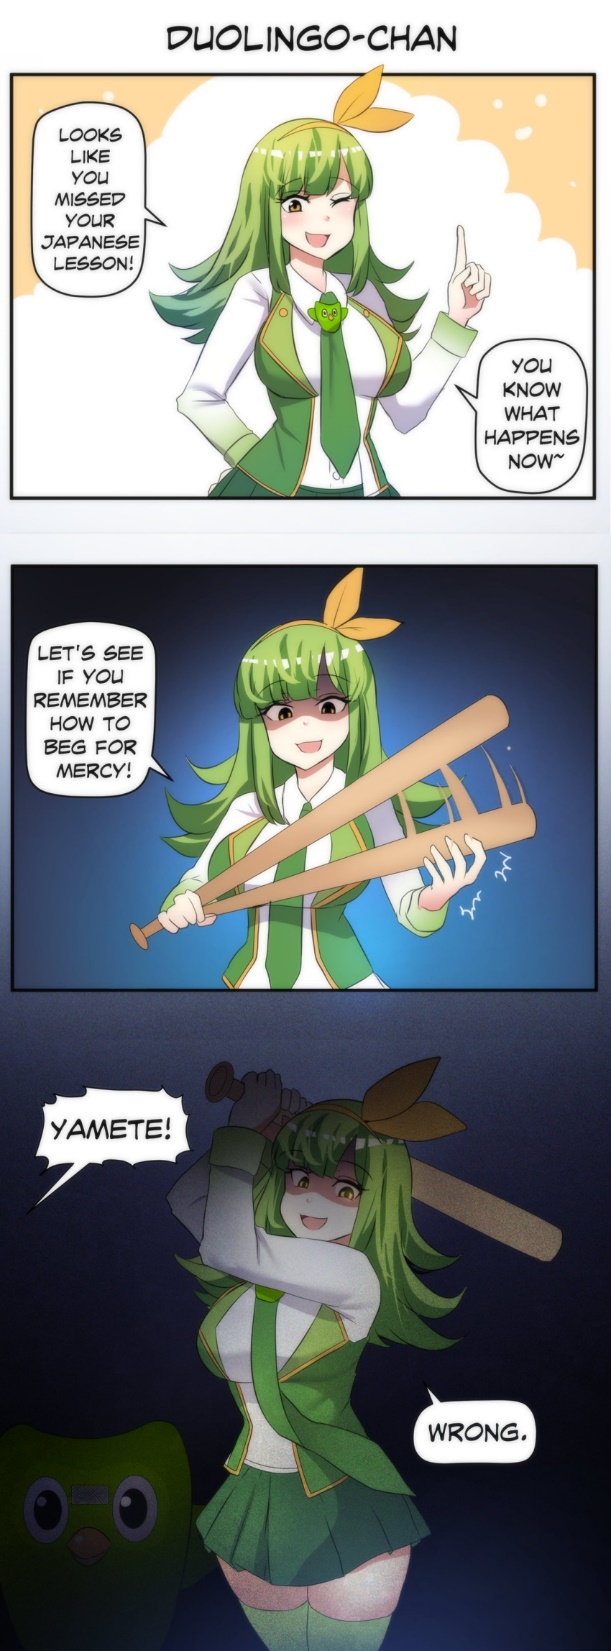 DUOLINGO-CHAN
LOOKS
LIKE
YOU
MISSED
YOUR
JAPANESE
LESSON!
YOU
KNOW
WHAT
HAPPENS
NOW~
LET'S SEE
IF YOU
REMEMBER
HOW TO
BEG FOR
MERCY!
YAMETE!
WRONG.